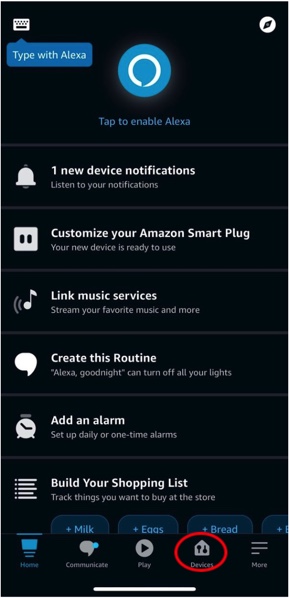 Type with Alexa
Tap to enable Alexa
1 new device notifications
Listen to your notifications
Customize your Amazon Smart Plug
Your new device is ready to use
Link music services
Stream your favorite music and more
Create this Routine
"Alexa, goodnight" can turn off all your lights
Add an alarm
Set up daily or one-time alarms
Build Your Shopping List
Track things you want to buy at the store
+ Milk + Eggs + Bread + E
Home Communicate Play Devices More